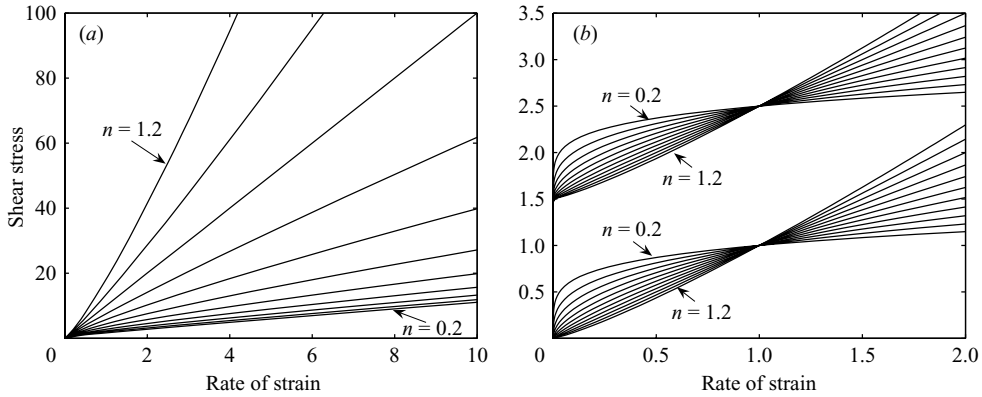 (a)
100
80
60
40
20
0
2
4
6
8
10
Shear stress
Rate of strain
n = 1.2
n = 0.2
(b)
3.5
3.0
2.5
2.0
1.5
1.0
0.5
0
0.5
1.0
1.5
2.0
Rate of strain
n = 0.2
n = 1.2
n = 0.2
n = 1.2